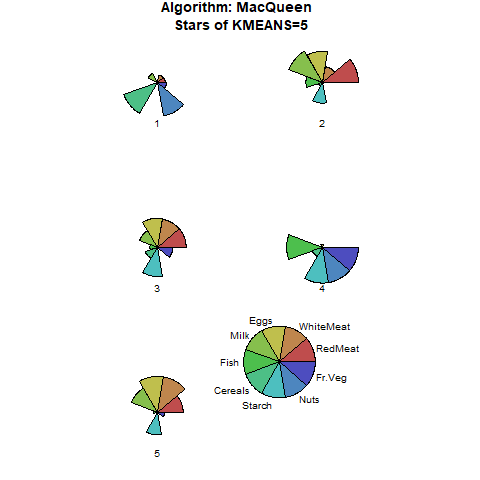 Algorithm: MacQueen
Stars of KMEANS=5
1
2
3
4
Eggs
WhiteMeat
Milk
RedMeat
Fish
Fr.Veg
Cereals
Nuts
Starch
5